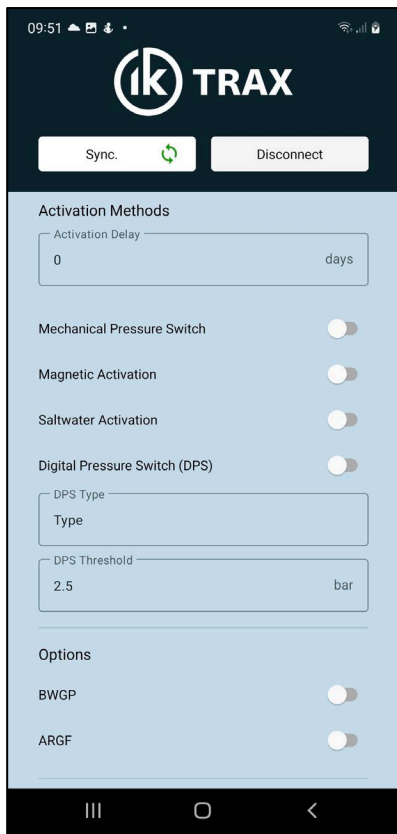 09:51
ik TRAX
Sync.
Disconnect
Activation Methods
Activation Delay
0 days
Mechanical Pressure Switch
Magnetic Activation
Saltwater Activation
Digital Pressure Switch (DPS)
DPS Type
Type
DPS Threshold
2.5 bar
Options
BWGP
ARGF